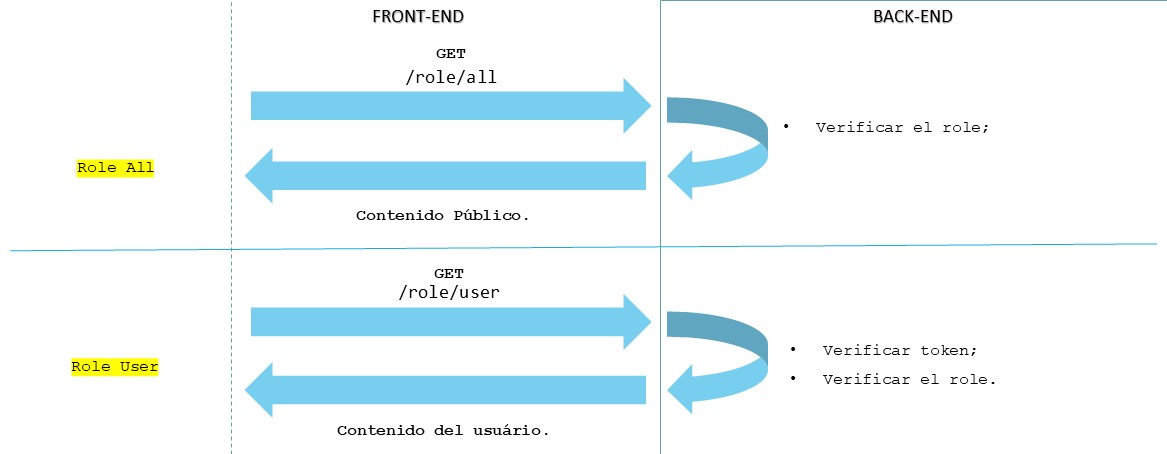 FRONT-END
BACK-END
GET
/role/all
• Verificar el role;
Role All
Contenido Público.
GET
/role/user
• Verificar token;
Role User
• Verificar el role.
Contenido del usuário.